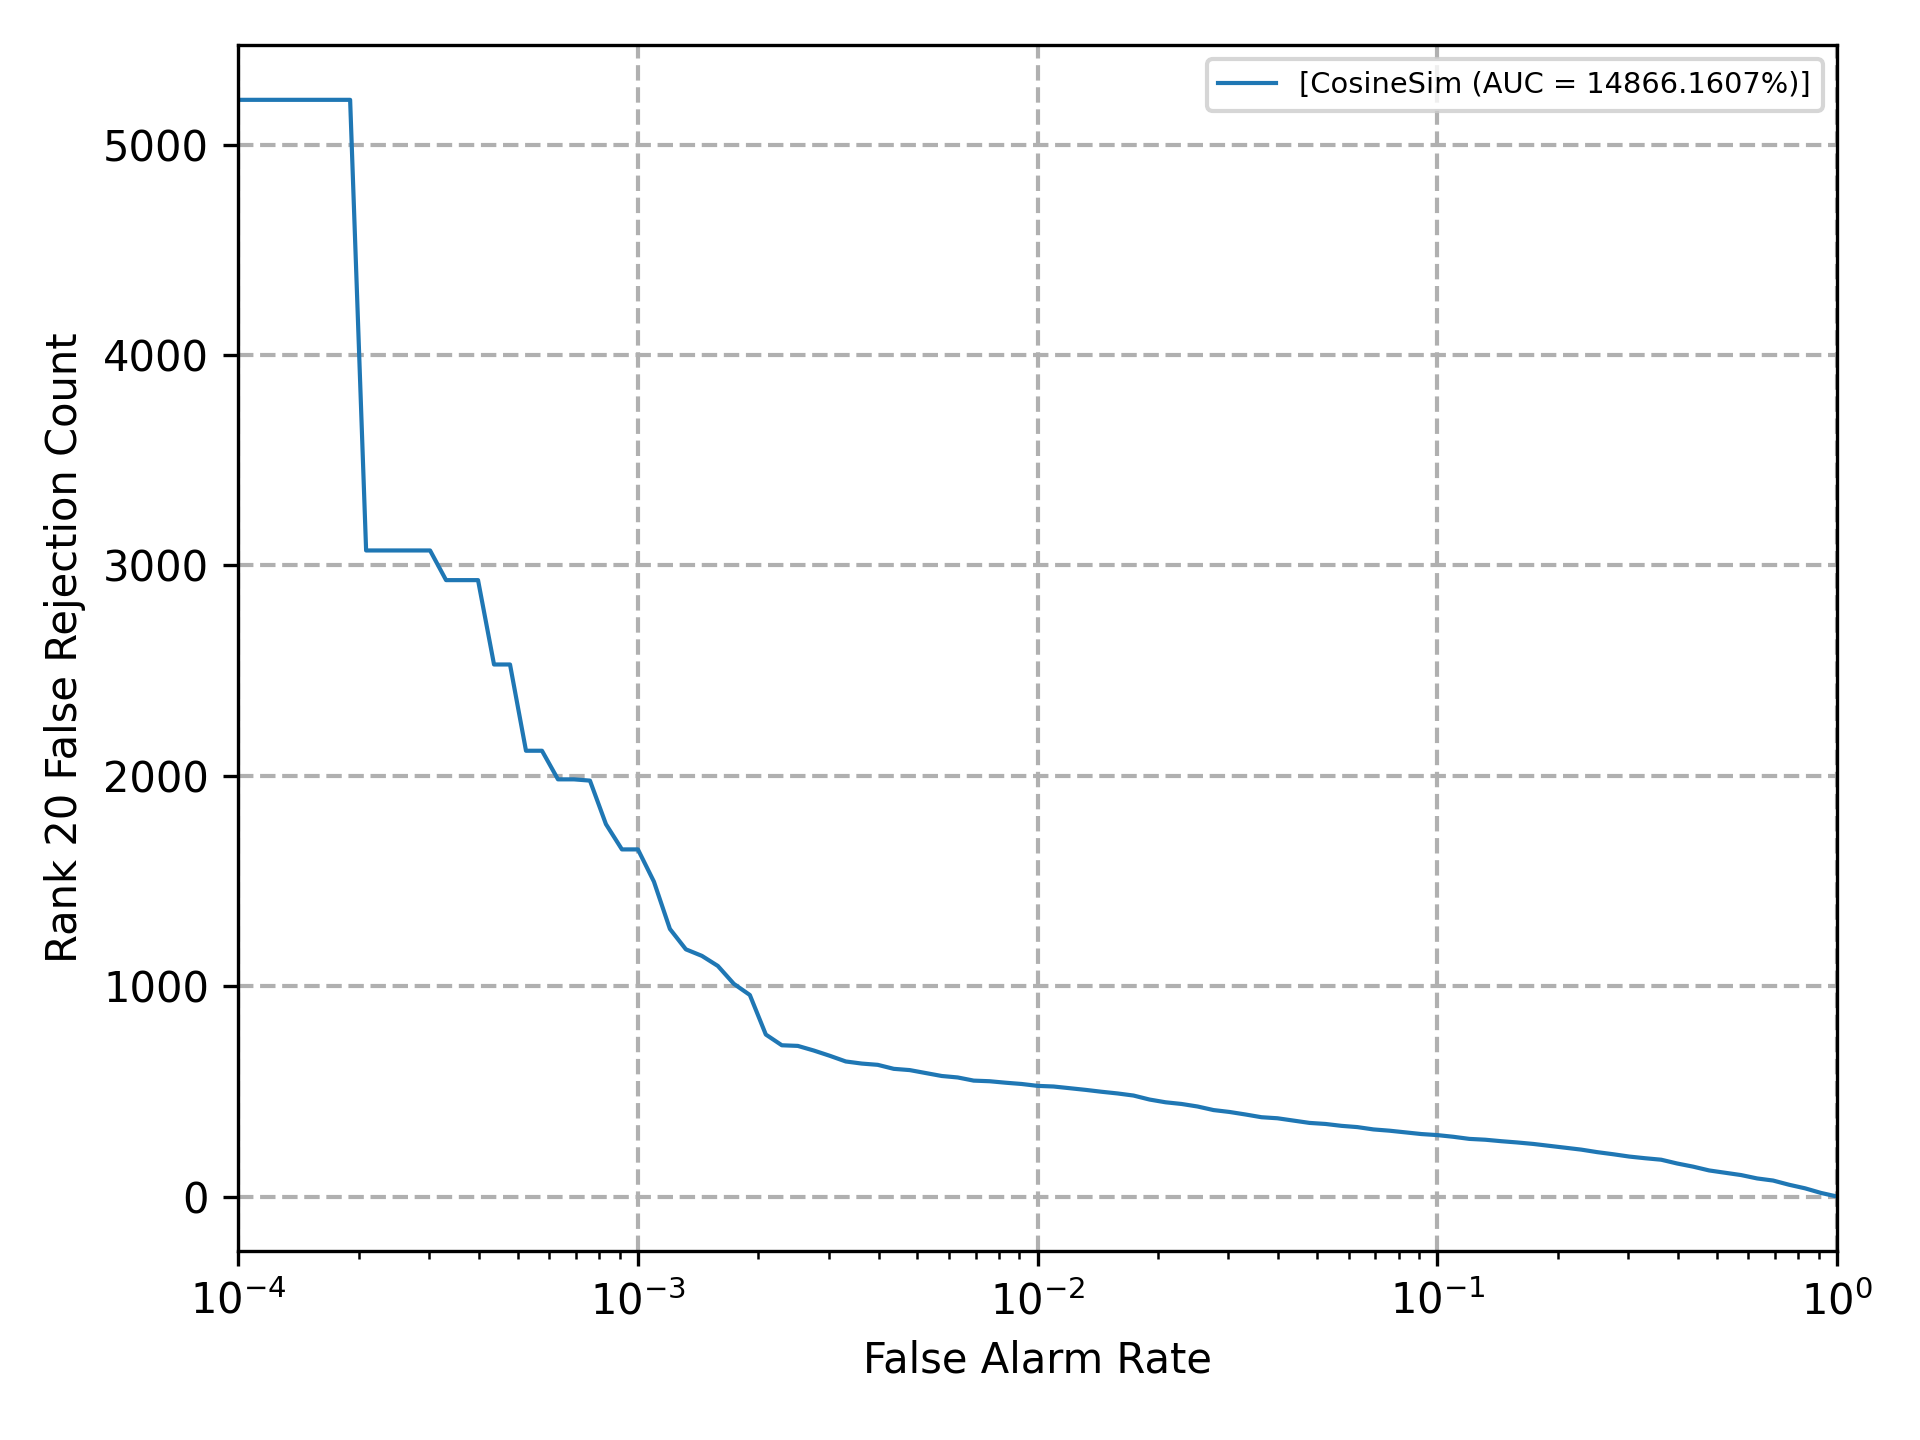 [CosineSim (AUC = 14866.1607%)]
Rank 20 False Rejection Count
5000
4000
3000
2000
1000
0
10⁻⁴ 10⁻³ 10⁻² 10⁻¹ 10⁰
False Alarm Rate